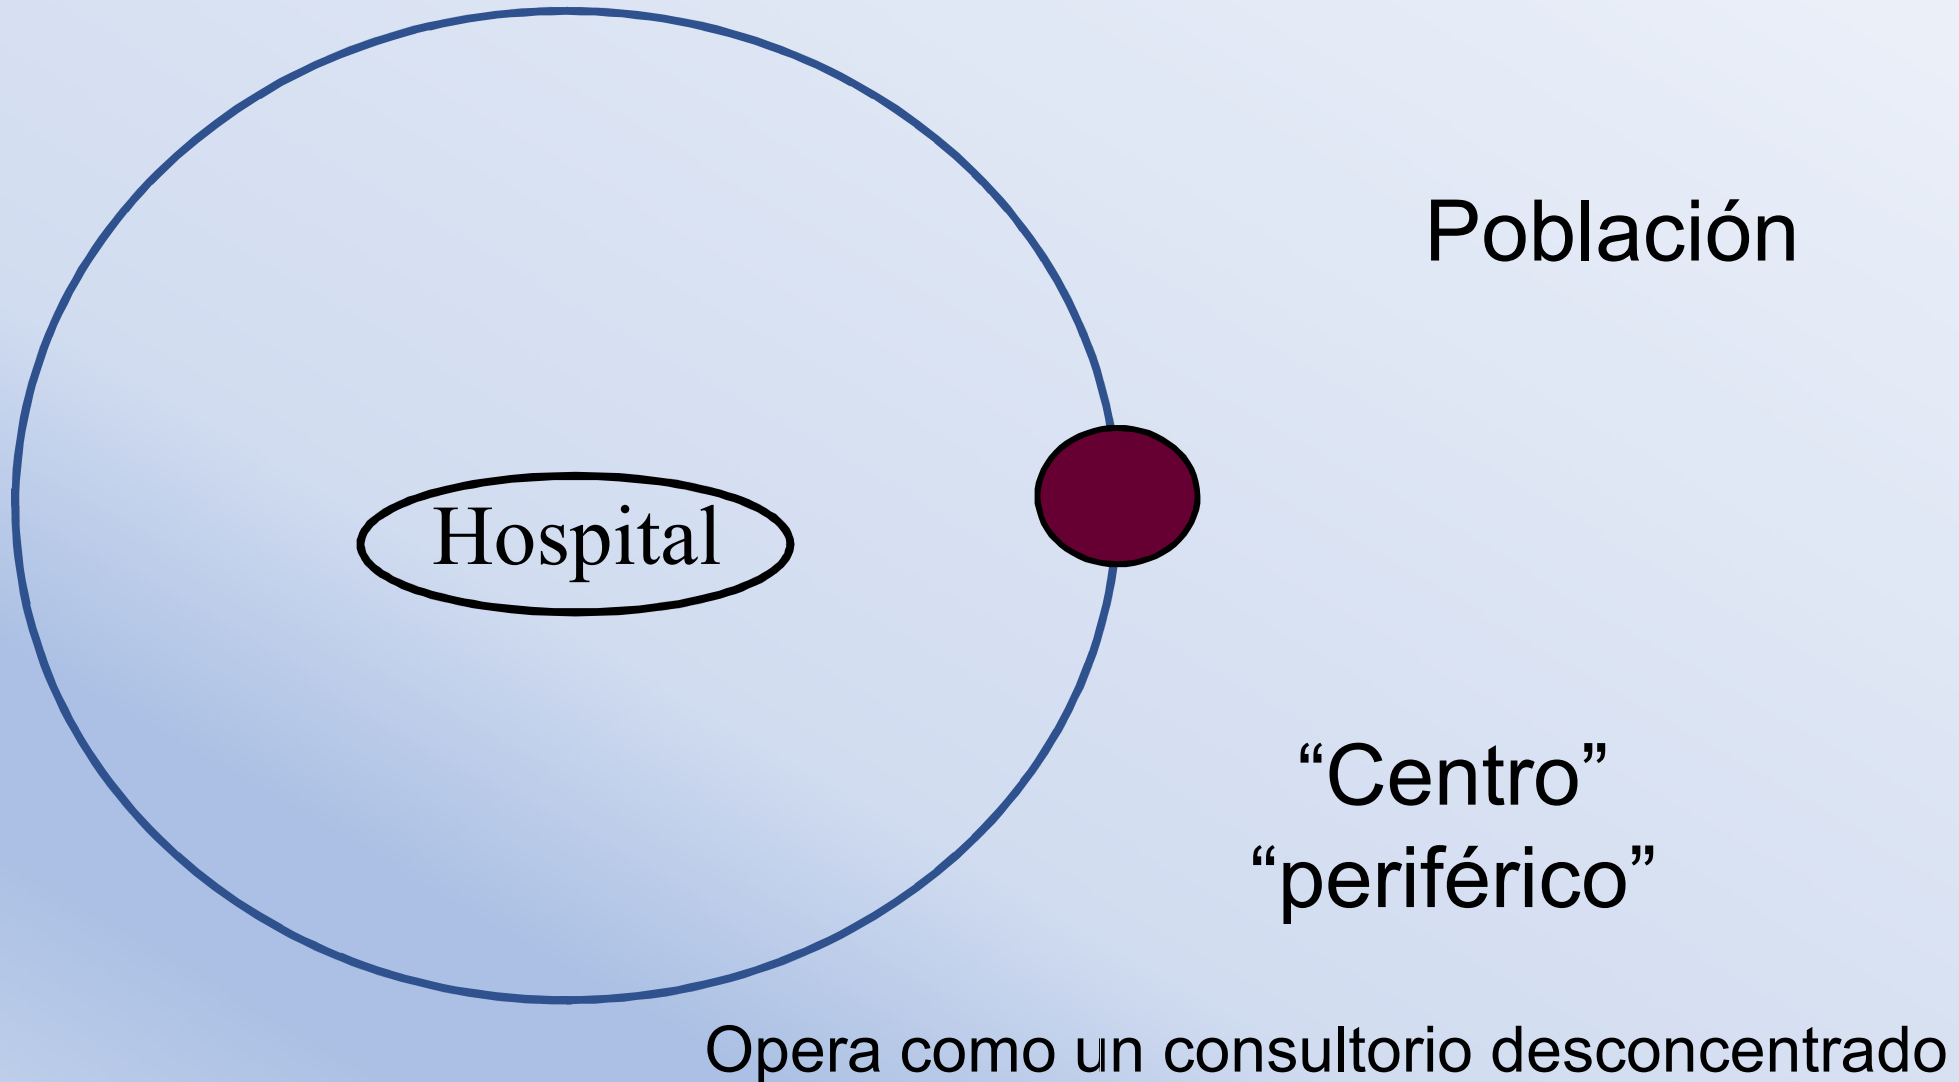 Población
Hospital
“Centro”
“periférico”
Opera como un consultorio desconcentrado